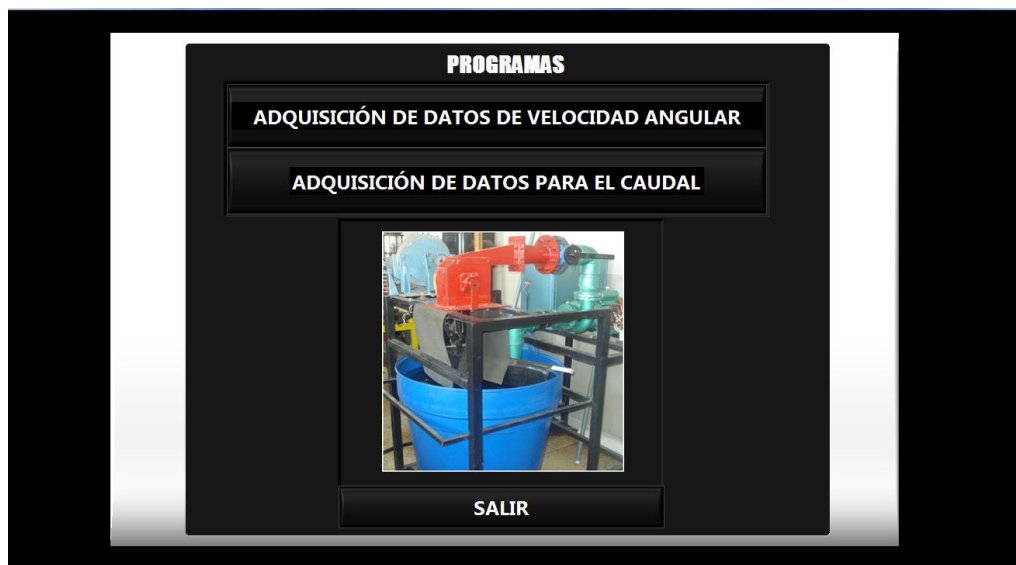 PROGRAMAS
ADQUISICIÓN DE DATOS DE VELOCIDAD ANGULAR
ADQUISICIÓN DE DATOS PARA EL CAUDAL
SALIR